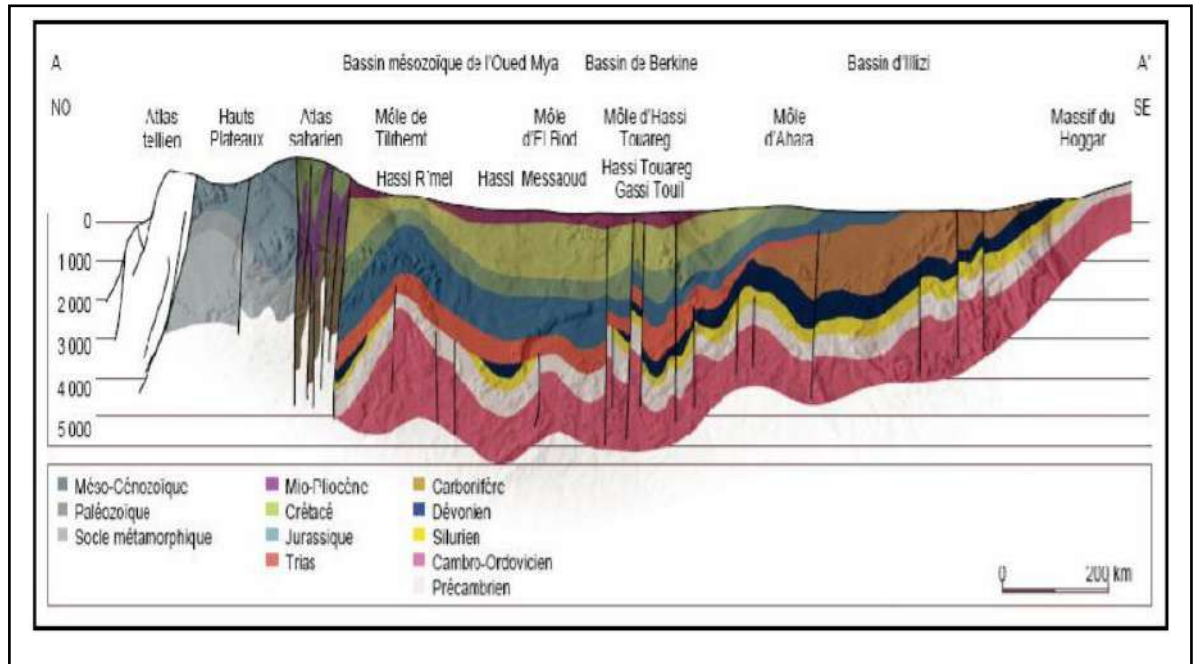 A Bassin mésozoïque de l'Oued Mya Bassin de Berkine Bassin d'Illizi A'
NO SE
Atlas tellien
Hauts Plateaux
Atlas saharien
Môle de Tilrhemt
Môle d'El Biod
Môle d'Hassi Touareg
Môle d'Ahara
Massif du Hoggar
Hassi R'mel
Hassi Messaoud
Hassi Touareg
Gassi Touil
0
1 000
2 000
3 000
4 000
5 000
Méso-Cénozoïque
Paléozoïque
Socle métamorphique
Mio-Pliocène
Crétacé
Jurassique
Trias
Carbonifère
Dévonien
Silurien
Cambro-Ordovicien
Précambrien
0 200 km